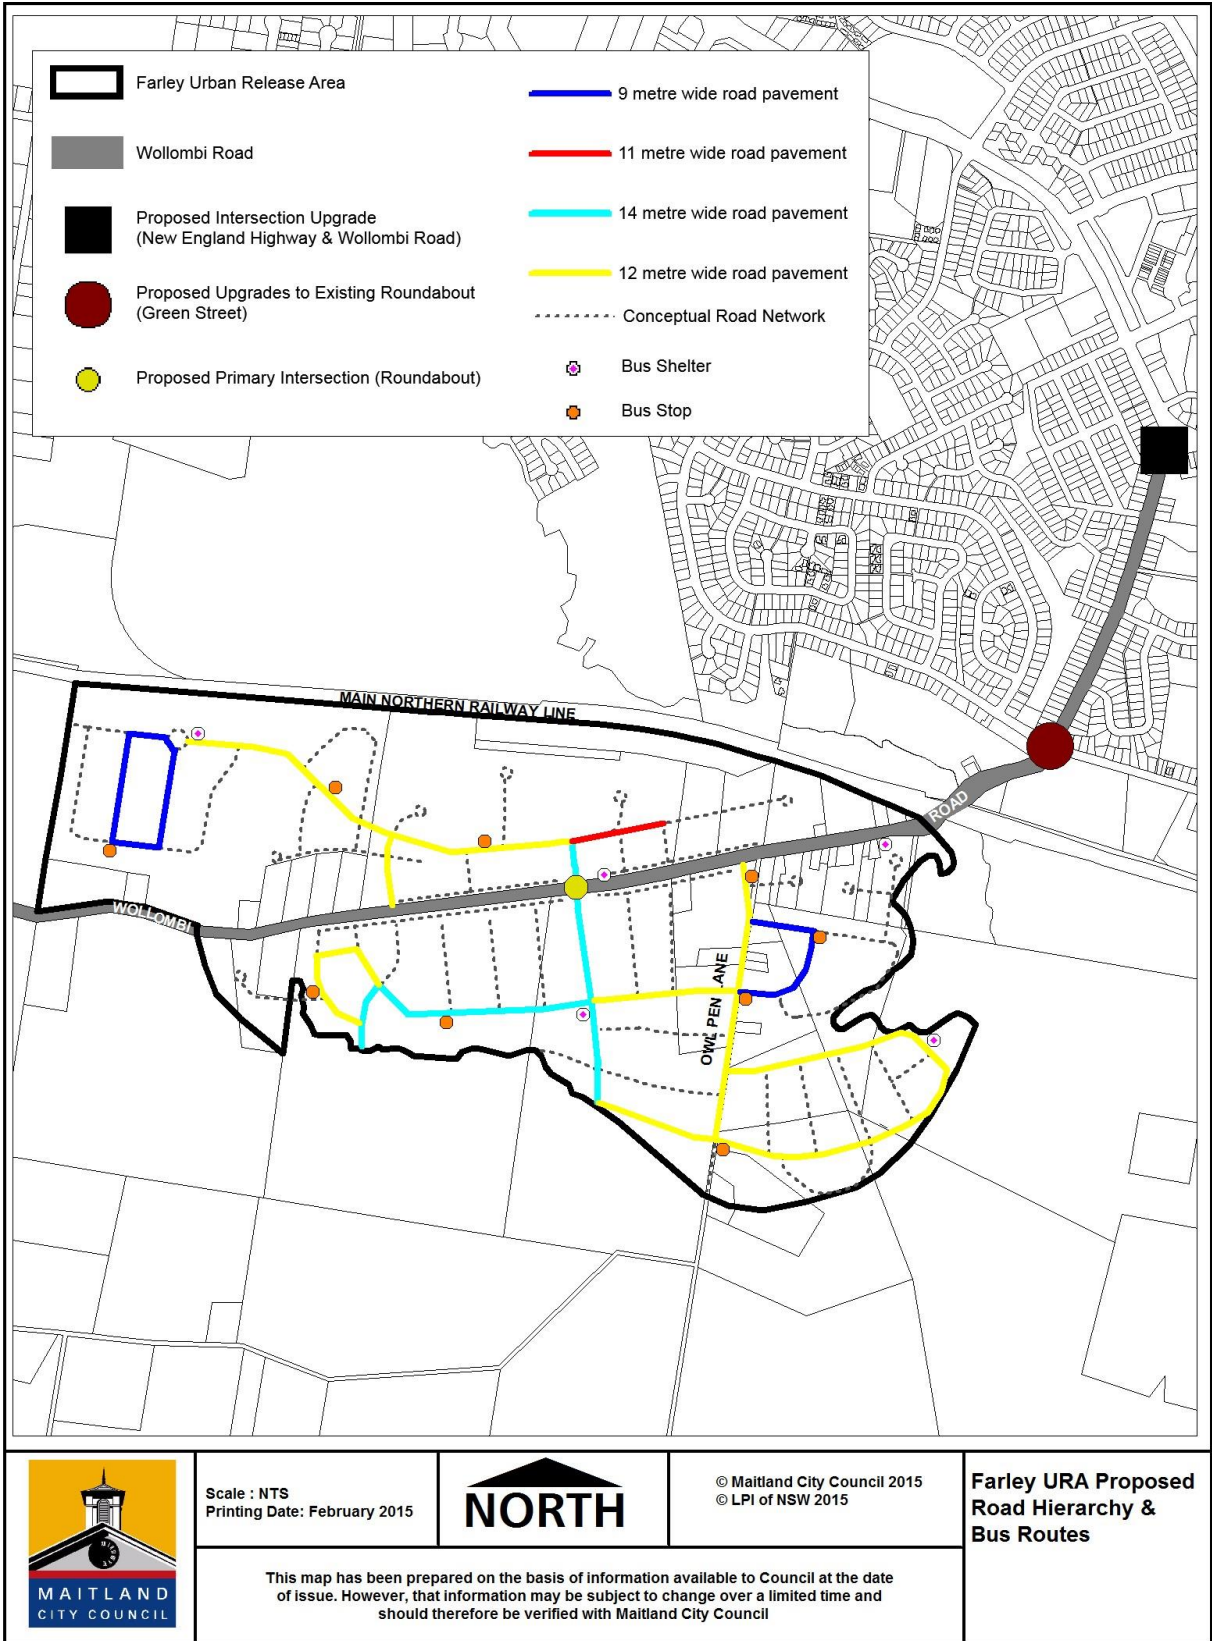 Farley Urban Release Area
Wollombi Road
Proposed Intersection Upgrade
(New England Highway & Wollombi Road)
Proposed Upgrades to Existing Roundabout
(Green Street)
Proposed Primary Intersection (Roundabout)
9 metre wide road pavement
11 metre wide road pavement
14 metre wide road pavement
12 metre wide road pavement
Conceptual Road Network
Bus Shelter
Bus Stop
MAIN NORTHERN RAILWAY LINE
ROAD
WOLLOMBI
OWL PEN LANE
MAITLAND
CITY COUNCIL
Scale : NTS
Printing Date: February 2015
NORTH
© Maitland City Council 2015
© LPI of NSW 2015
Farley URA Proposed
Road Hierarchy &
Bus Routes
This map has been prepared on the basis of information available to Council at the date
of issue. However, that information may be subject to change over a limited time and
should therefore be verified with Maitland City Council